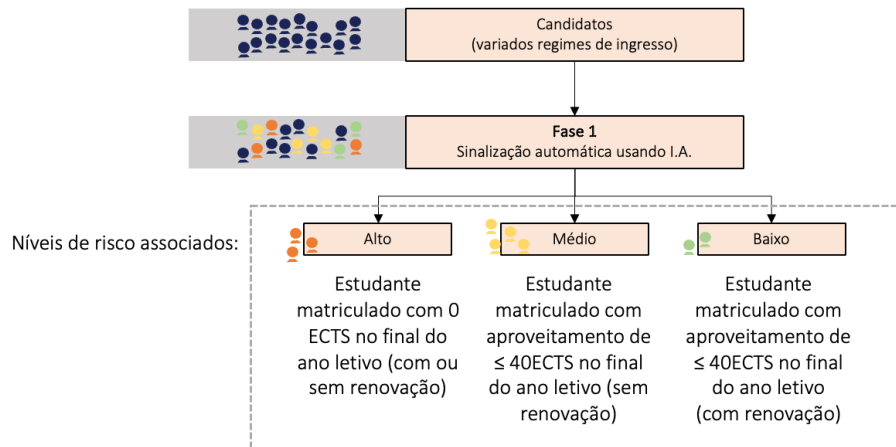 Candidatos
(variados regimes de ingresso)
Fase 1
Sinalização automática usando I.A.
Níveis de risco associados:
Alto
Médio
Baixo
Estudante
matriculado com 0
ECTS no final do
ano letivo (com ou
sem renovação)
Estudante
matriculado com
aproveitamento de
≤ 40ECTS no final
do ano letivo (sem
renovação)
Estudante
matriculado com
aproveitamento de
≤ 40ECTS no final
do ano letivo
(com renovação)